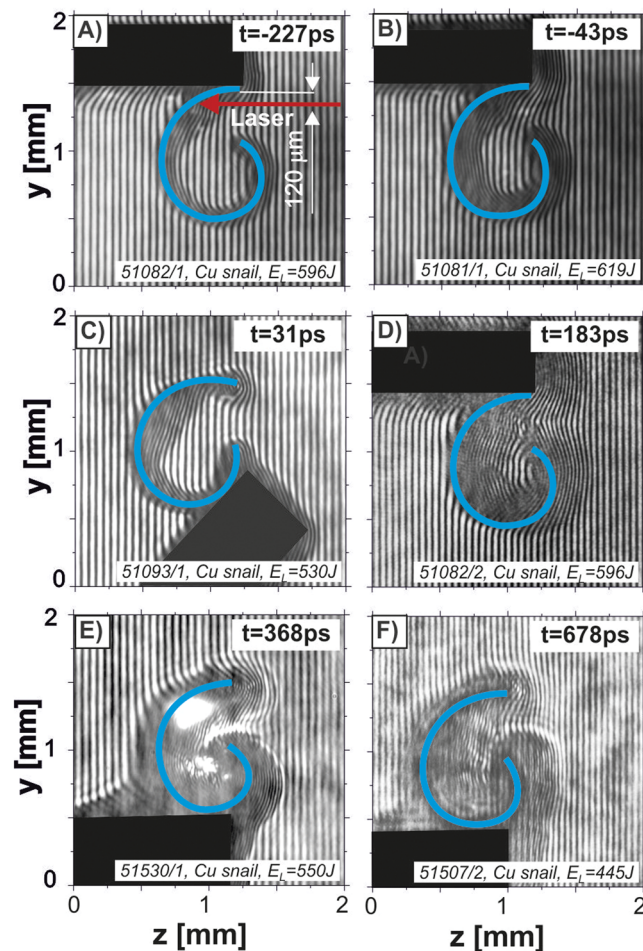 A) t=-227ps
B) t=-43ps
2
1
0
y [mm]
Laser
120 µm
51082/1, Cu snail, E_L=596J
51081/1, Cu snail, E_L=619J
C) t=31ps
D) t=183ps
A)
2
1
0
y [mm]
51093/1, Cu snail, E_L=530J
51082/2, Cu snail, E_L=596J
E) t=368ps
F) t=678ps
2
1
0
y [mm]
51530/1, Cu snail, E_L=550J
51507/2, Cu snail, E_L=445J
0 1 2
0 1 2
z [mm]
z [mm]